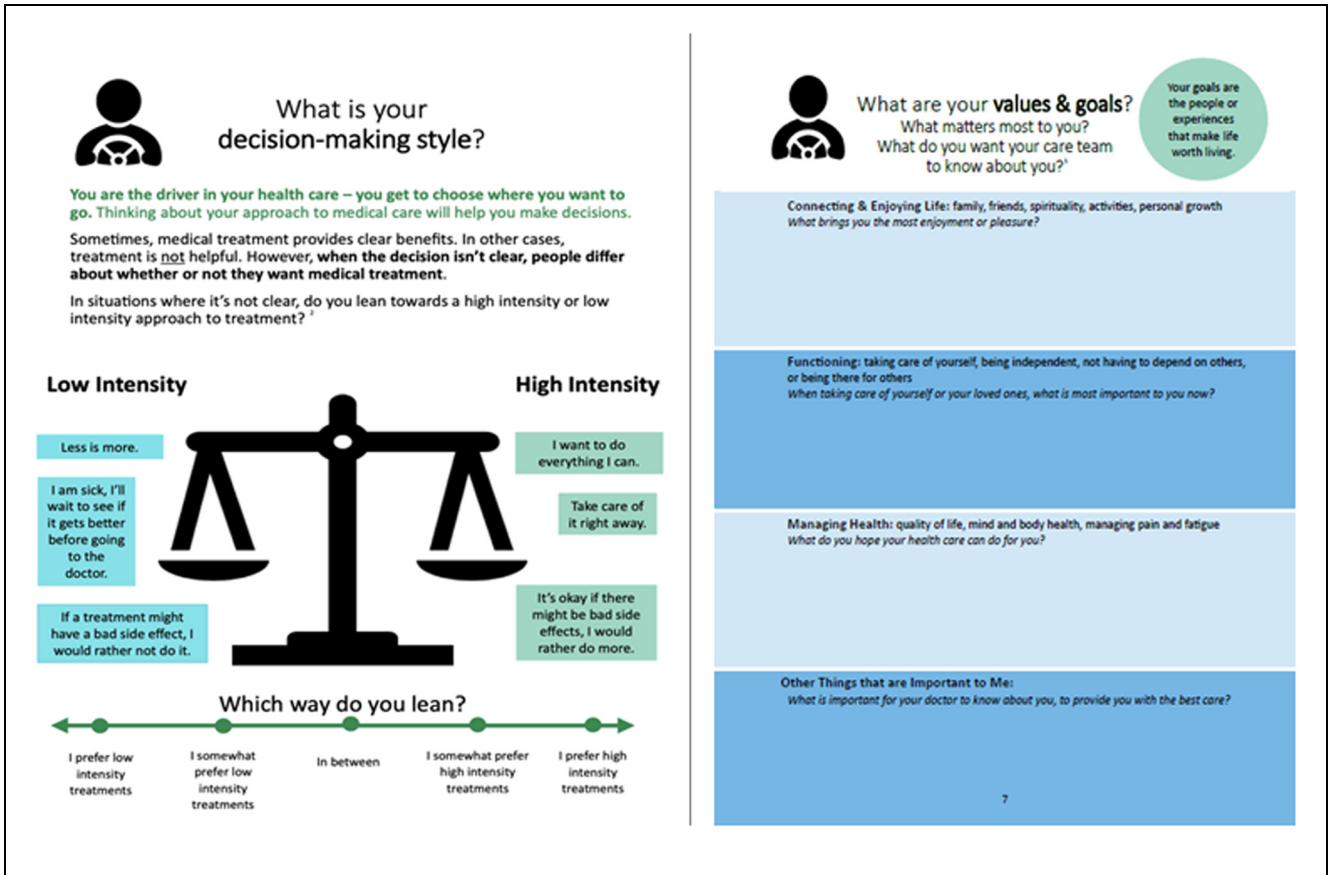 What is your
decision-making style?
You are the driver in your health care – you get to choose where you want to
go. Thinking about your approach to medical care will help you make decisions.
Sometimes, medical treatment provides clear benefits. In other cases,
treatment is not helpful. However, when the decision isn't clear, people differ
about whether or not they want medical treatment.
In situations where it's not clear, do you lean towards a high intensity or low
intensity approach to treatment? 2
Low Intensity
High Intensity
Less is more.
I am sick, I'll
wait to see if
it gets better
before going
to the
doctor.
If a treatment might
have a bad side effect, I
would rather not do it.
I want to do
everything I can.
Take care of
it right away.
It's okay if there
might be bad side
effects, I would
rather do more.
Which way do you lean?
I prefer low
intensity
treatments
I somewhat
prefer low
intensity
treatments
In between
I somewhat prefer
high intensity
treatments
I prefer high
intensity
treatments
What are your values & goals?
What matters most to you?
What do you want your care team
to know about you?
Your goals are
the people or
experiences
that make life
worth living.
Connecting & Enjoying Life: family, friends, spirituality, activities, personal growth
What brings you the most enjoyment or pleasure?
Functioning: taking care of yourself, being independent, not having to depend on others,
or being there for others
When taking care of yourself or your loved ones, what is most important to you now?
Managing Health: quality of life, mind and body health, managing pain and fatigue
What do you hope your health care can do for you?
Other Things that are Important to Me:
What is important for your doctor to know about you, to provide you with the best care?
7